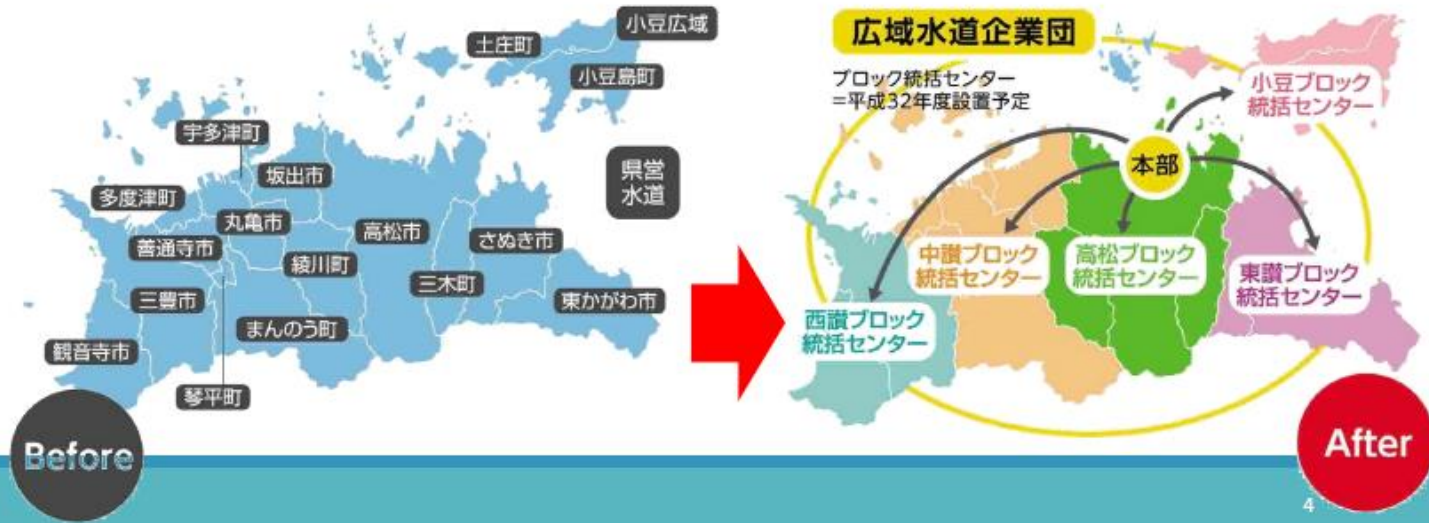 小豆広域
土庄町
小豆島町
宇多津町
県営
水道
坂出市
多度津町
丸亀市
高松市
さぬき市
善通寺市
綾川町
三木町
三豊市
東かがわ市
まんのう町
観音寺市
琴平町
Before
広域水道企業団
ブロック統括センター
=平成32年度設置予定
小豆ブロック
統括センター
本部
中讃ブロック
統括センター
高松ブロック
統括センター
東讃ブロック
統括センター
西讃ブロック
統括センター
After
4